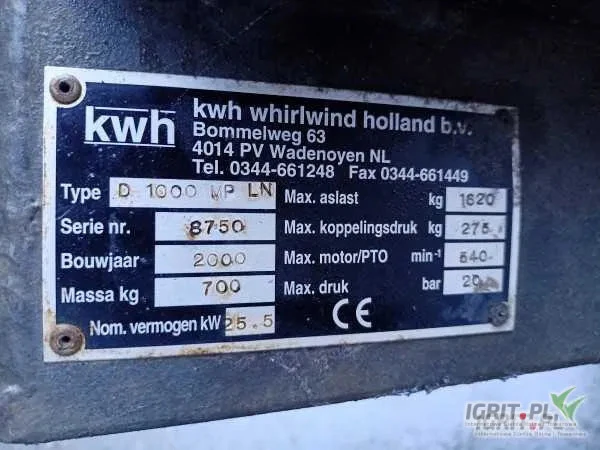 kwh
kwh whirlwind holland b.v.
Bommelweg 63
4014 PV Wadenoyen NL
Tel. 0344-661248 Fax 0344-661449
Type D 1000 MP LN
Serie nr. 8750
Bouwjaar 2000
Massa kg 700
Nom. vermogen kW 25.5
Max. aslast kg 1620
Max. koppelingsdruk kg 275
Max. motor/PTO min-1 540
Max. druk bar 20
CE
IGRIT.PL